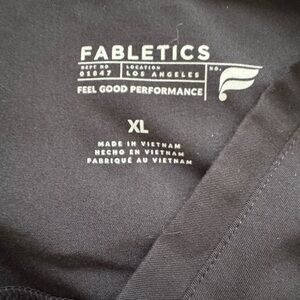 FABLETICS
DEPT NO. LOCATION NO.
01847 LOS ANGELES
FEEL GOOD PERFORMANCE
XL
MADE IN VIETNAM
HECHO EN VIETNAM
FABRIQUÉ AU VIETNAM